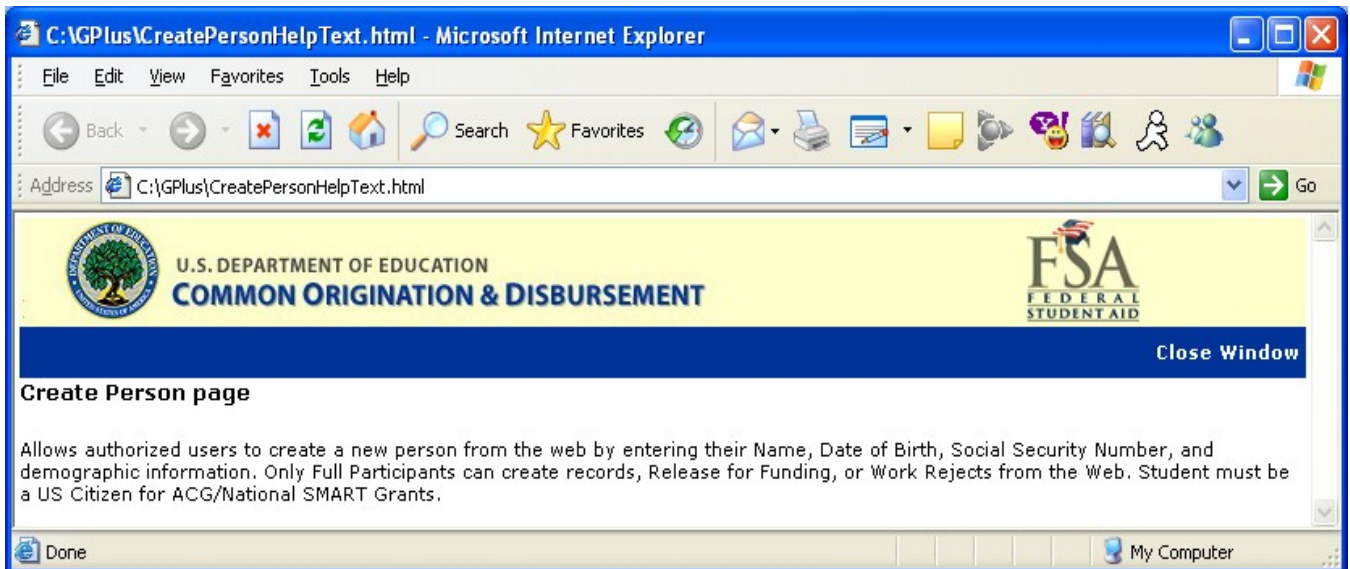 C:\GPlus\CreatePersonHelpText.html - Microsoft Internet Explorer
File Edit View Favorites Tools Help
Back Search Favorites
Address C:\GPlus\CreatePersonHelpText.html Go
U.S. DEPARTMENT OF EDUCATION
COMMON ORIGINATION & DISBURSEMENT
FSA
FEDERAL
STUDENT AID
Close Window
Create Person page
Allows authorized users to create a new person from the web by entering their Name, Date of Birth, Social Security Number, and
demographic information. Only Full Participants can create records, Release for Funding, or Work Rejects from the Web. Student must be
a US Citizen for ACG/National SMART Grants.
Done My Computer